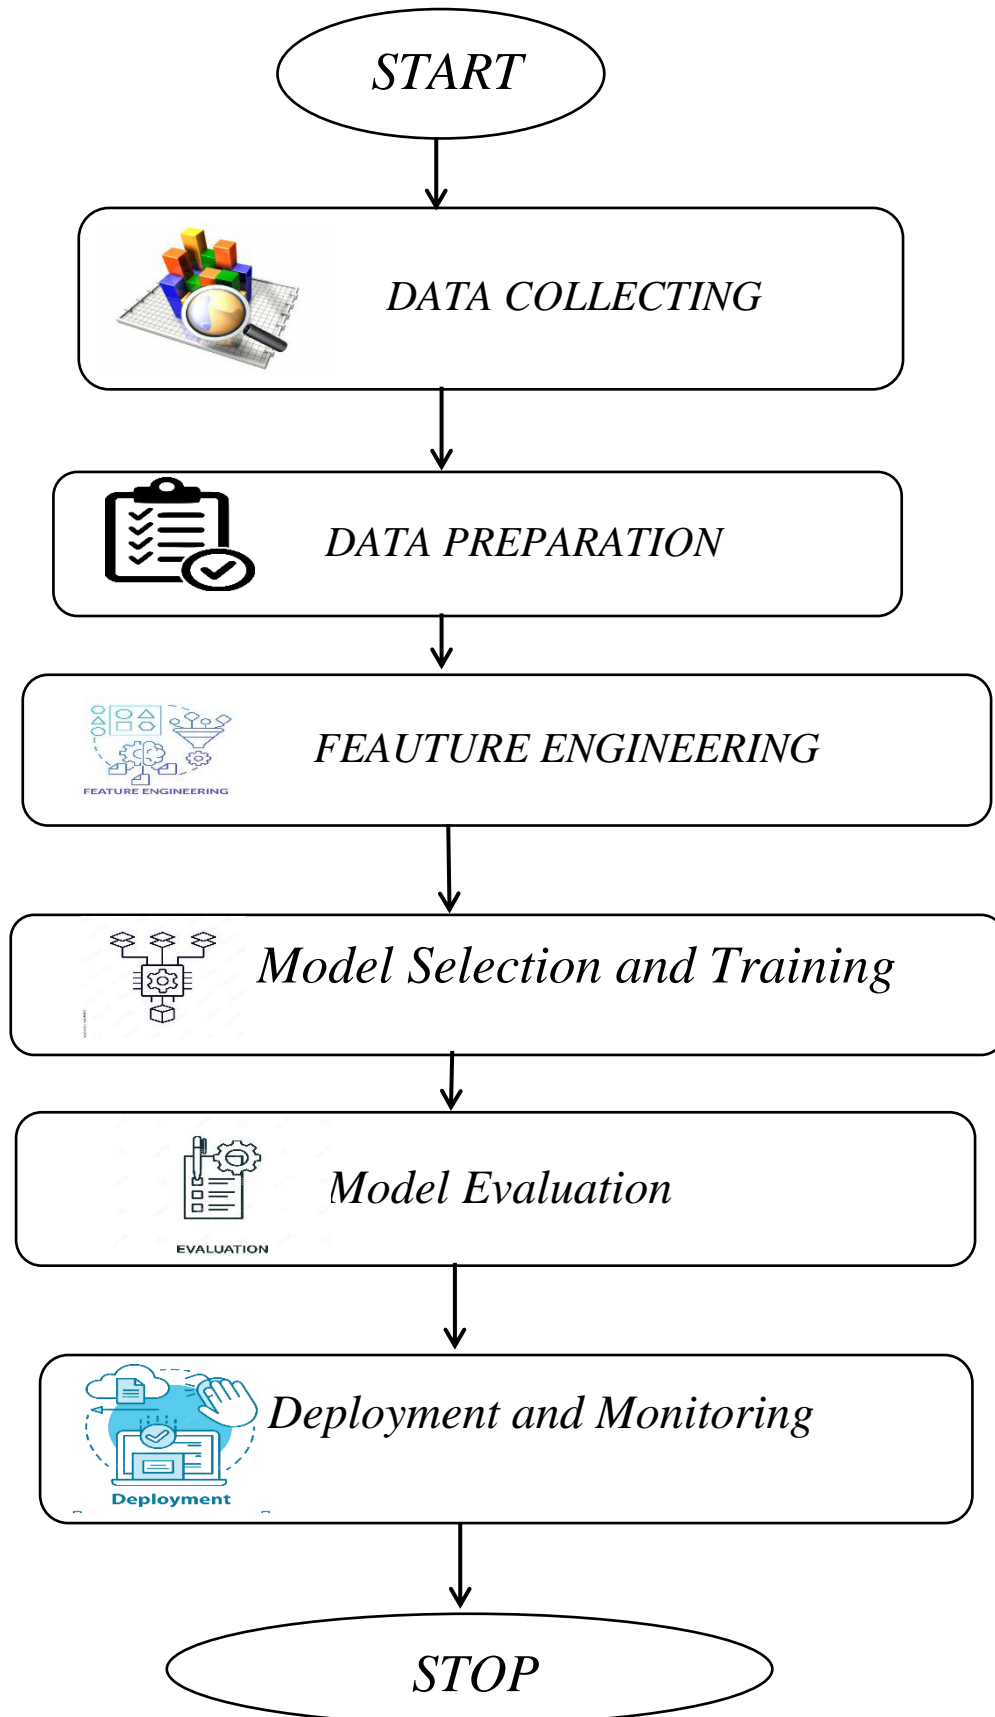 START
DATA COLLECTING
DATA PREPARATION
FEAUTURE ENGINEERING
FEATURE ENGINEERING
Model Selection and Training
Model Evaluation
EVALUATION
Deployment and Monitoring
Deployment
STOP